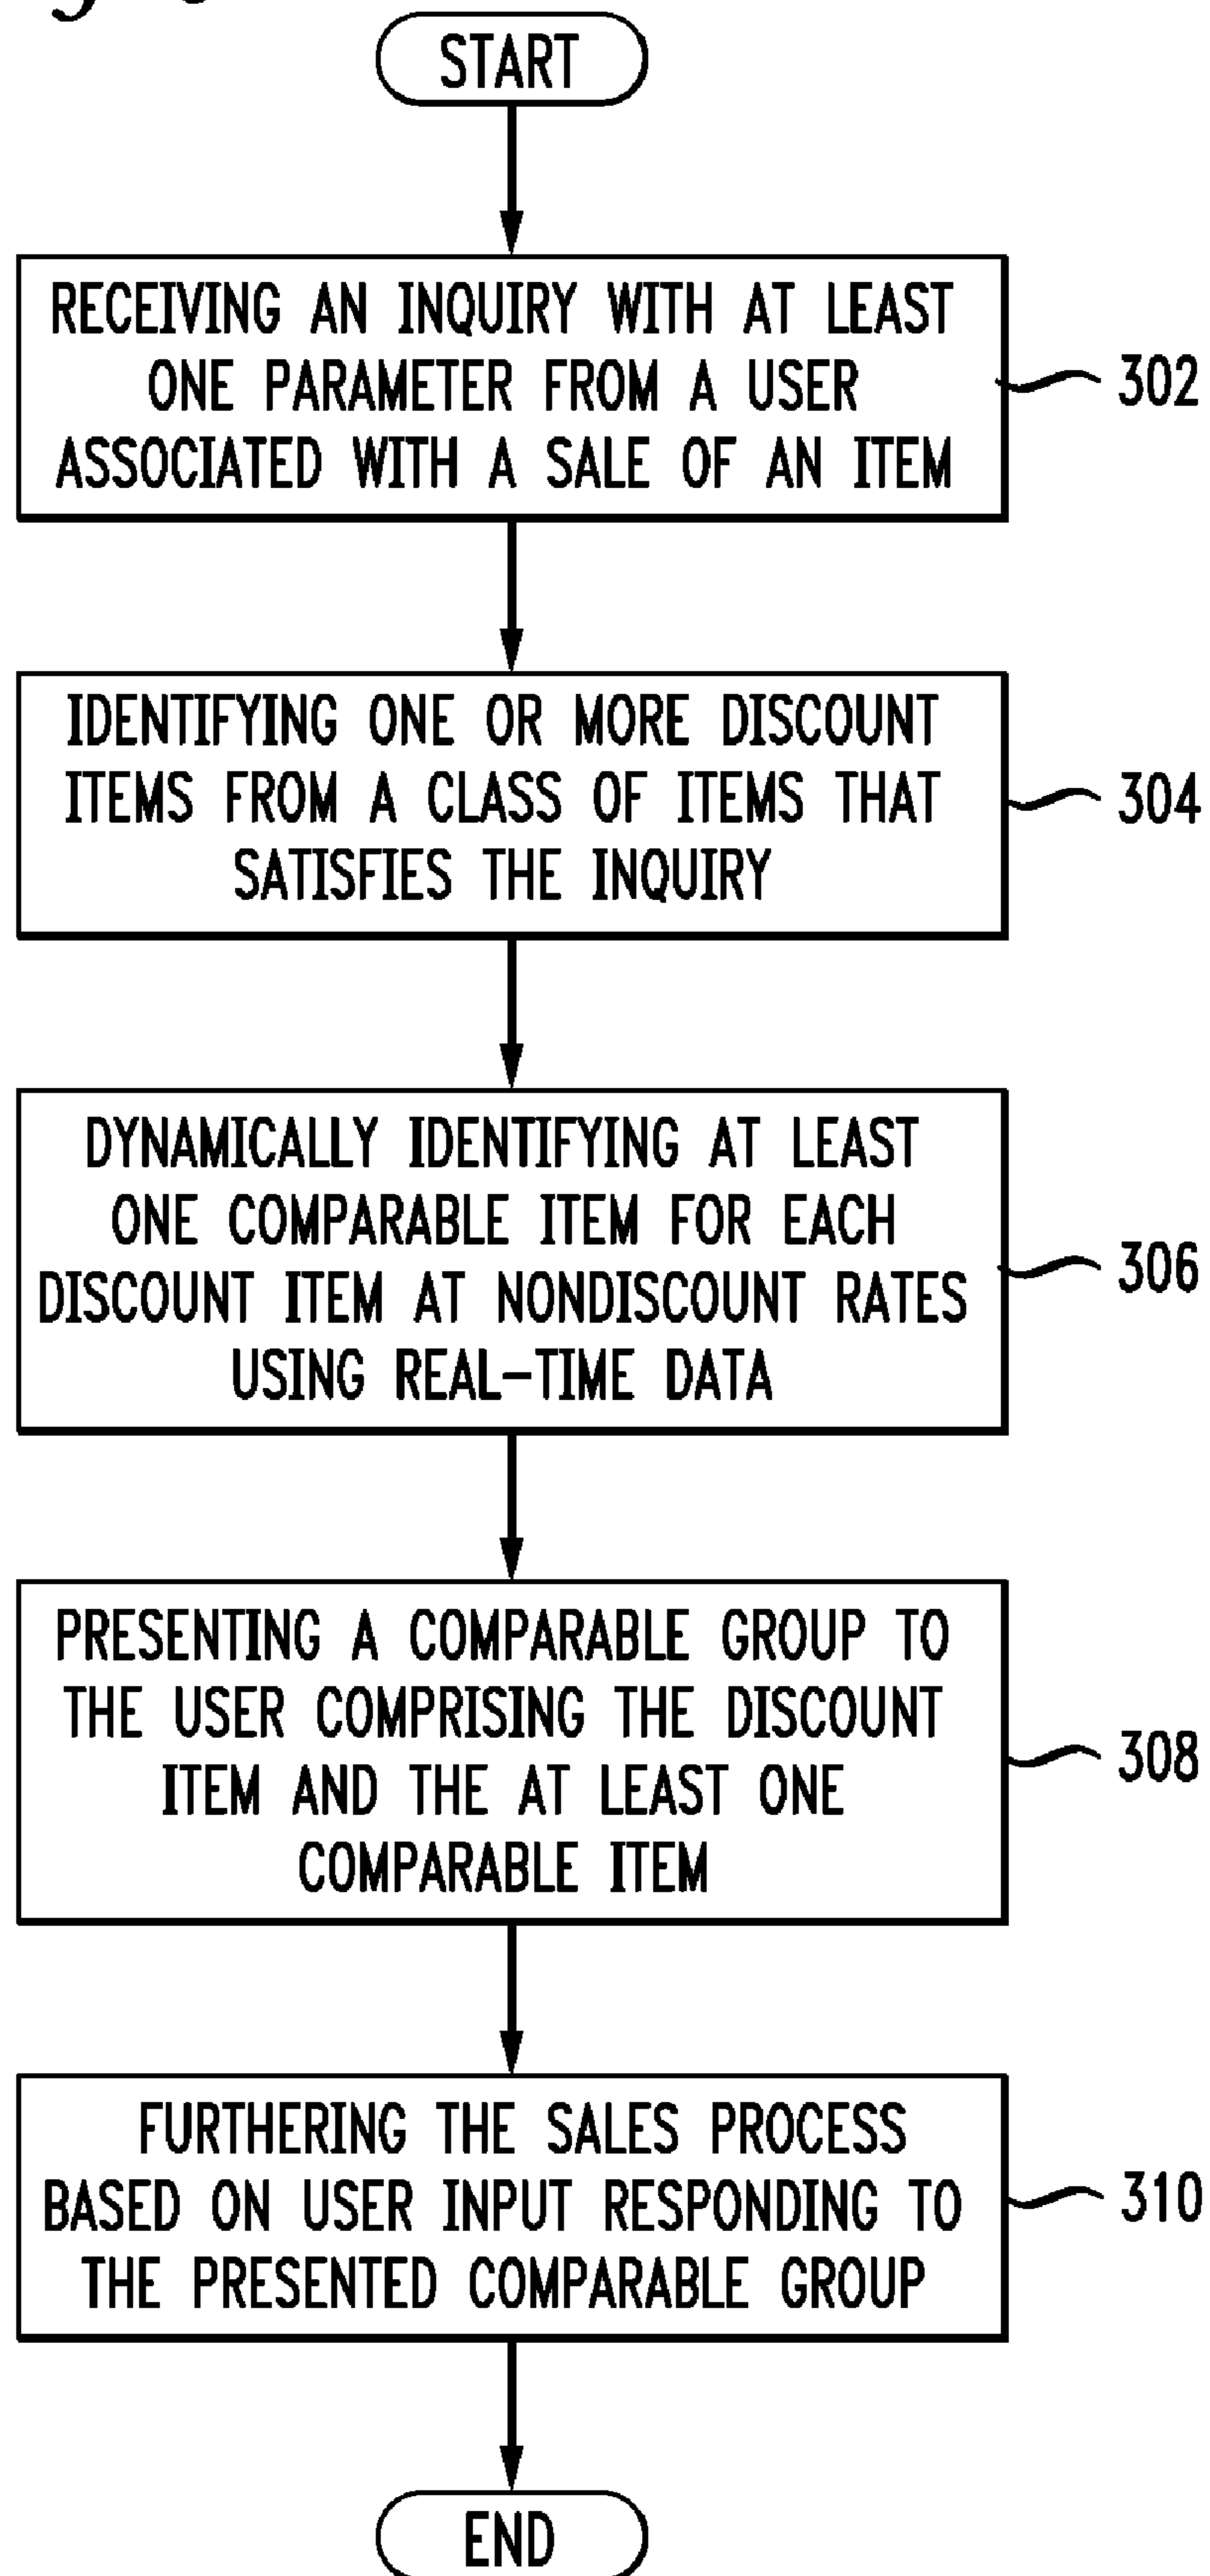 START
RECEIVING AN INQUIRY WITH AT LEAST
ONE PARAMETER FROM A USER
ASSOCIATED WITH A SALE OF AN ITEM
302
IDENTIFYING ONE OR MORE DISCOUNT
ITEMS FROM A CLASS OF ITEMS THAT
SATISFIES THE INQUIRY
304
DYNAMICALLY IDENTIFYING AT LEAST
ONE COMPARABLE ITEM FOR EACH
DISCOUNT ITEM AT NONDISCOUNT RATES
USING REAL-TIME DATA
306
PRESENTING A COMPARABLE GROUP TO
THE USER COMPRISING THE DISCOUNT
ITEM AND THE AT LEAST ONE
COMPARABLE ITEM
308
FURTHERING THE SALES PROCESS
BASED ON USER INPUT RESPONDING TO
THE PRESENTED COMPARABLE GROUP
310
END